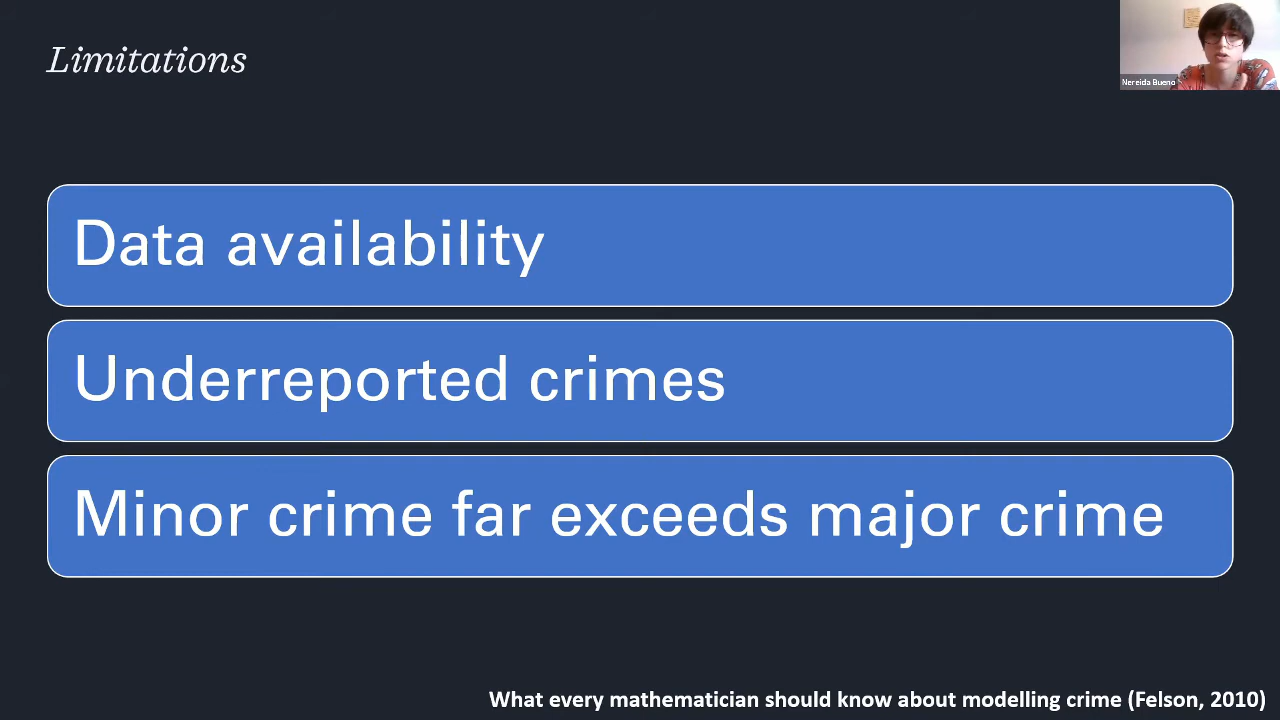 Limitations
Nereida Bueno
Data availability
Underreported crimes
Minor crime far exceeds major crime
What every mathematician should know about modelling crime (Felson, 2010)